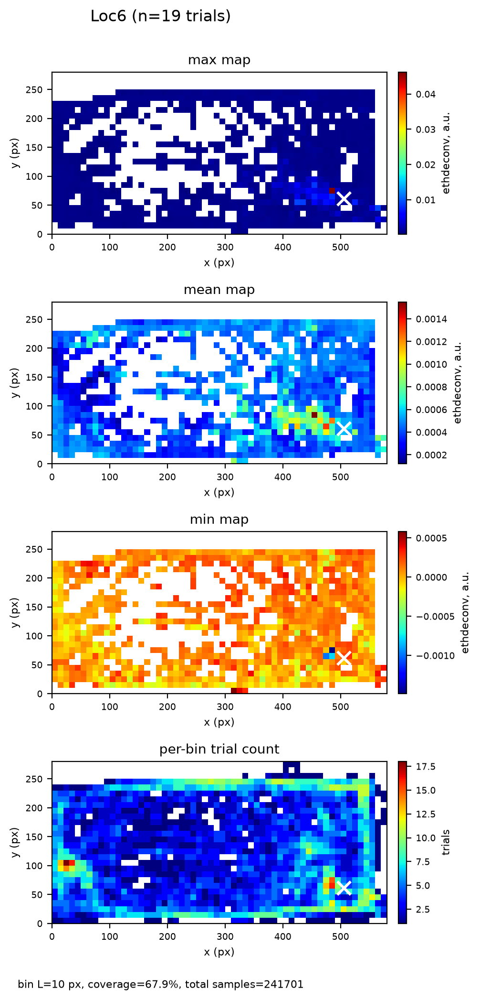 Loc6 (n=19 trials)
max map
250
200
150
100
50
0
y (px)
0 100 200 300 400 500
x (px)
0.04
0.03
0.02
0.01
ethdeconv, a.u.
mean map
250
200
150
100
50
0
y (px)
0 100 200 300 400 500
x (px)
0.0014
0.0012
0.0010
0.0008
0.0006
0.0004
0.0002
ethdeconv, a.u.
min map
250
200
150
100
50
0
y (px)
0 100 200 300 400 500
x (px)
0.0005
0.0000
−0.0005
−0.0010
ethdeconv, a.u.
per-bin trial count
250
200
150
100
50
0
y (px)
0 100 200 300 400 500
x (px)
17.5
15.0
12.5
10.0
7.5
5.0
2.5
trials
bin L=10 px, coverage=67.9%, total samples=241701